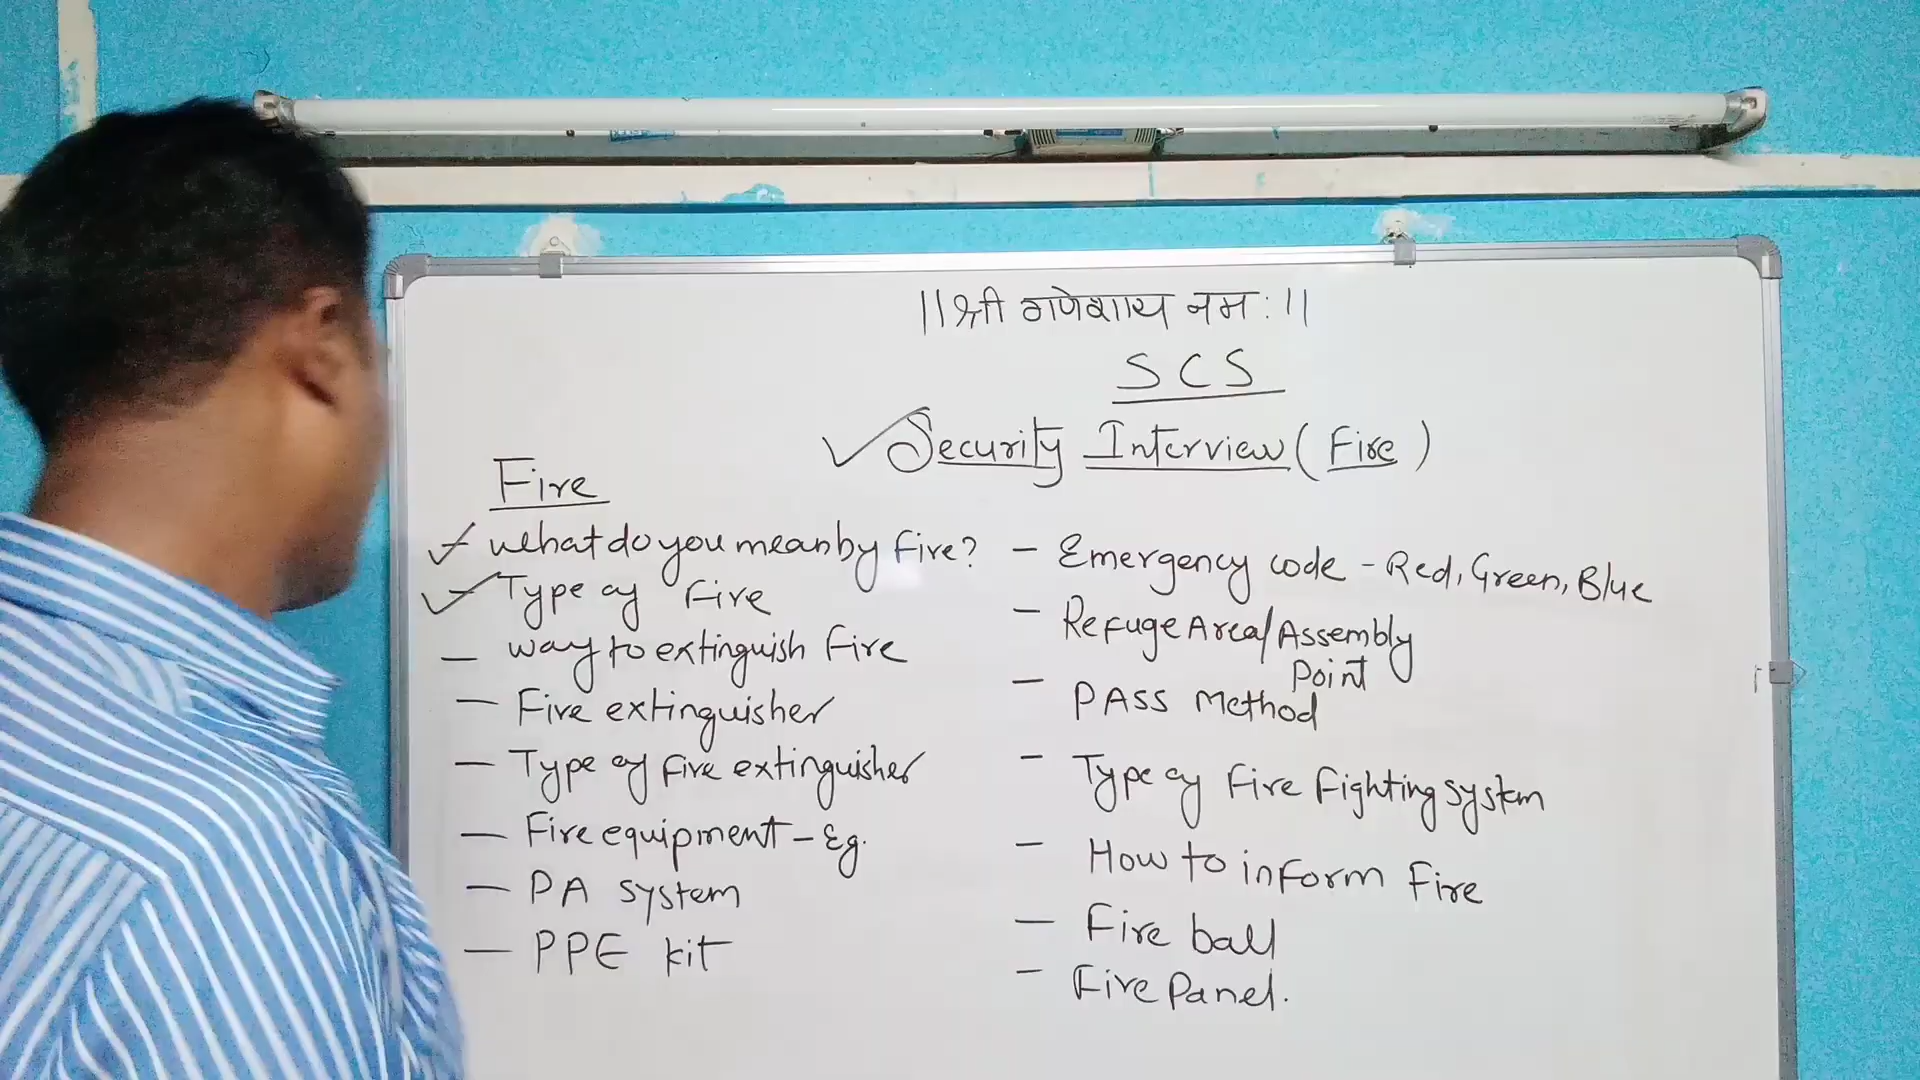 ||श्री गणेशाय नमः||
SCS
Security Interview (Fire)
Fire
What do you mean by fire?
Type of Fire
way to extinguish fire
Fire extinguisher
Type of fire extinguisher
Fire equipment - Eg.
PA system
PPE kit
Emergency code - Red, Green, Blue
Refuge Area/Assembly
Point
PASS Method
Type of Fire Fighting system
How to inform fire
Fire ball
Fire Panel.